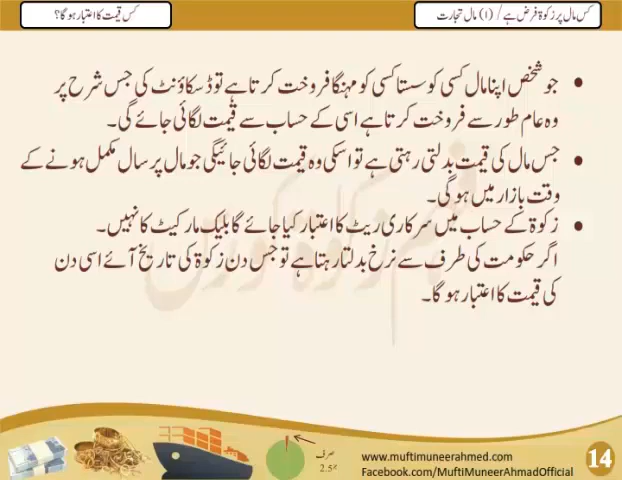 کس مال پر زکوٰۃ فرض ہے / (۱) مال تجارت
کس قیمت کا اعتبار ہوگا؟
• جو شخص اپنا مال کسی کو سستا کسی کو مہنگا فروخت کرتا ہے تو ڈسکاؤنٹ کی جس شرح پر
وہ عام طور سے فروخت کرتا ہے اسی کے حساب سے قیمت لگائی جائے گی۔
• جس مال کی قیمت بدلتی رہتی ہے تو اسکی وہ قیمت لگائی جائیگی جو مال پر سال مکمل ہونے کے
وقت بازار میں ہوگی۔
• زکوٰۃ کے حساب میں سرکاری ریٹ کا اعتبار کیا جائے گا بلیک مارکیٹ کا نہیں۔
اگر حکومت کی طرف سے نرخ بدلتا رہتا ہے تو جس دن زکوٰۃ کی تاریخ آئے اسی دن
کی قیمت کا اعتبار ہوگا۔
صرف
2.5%
www.muftimuneerahmed.com
Facebook.com/MuftiMuneerAhmadOfficial
14